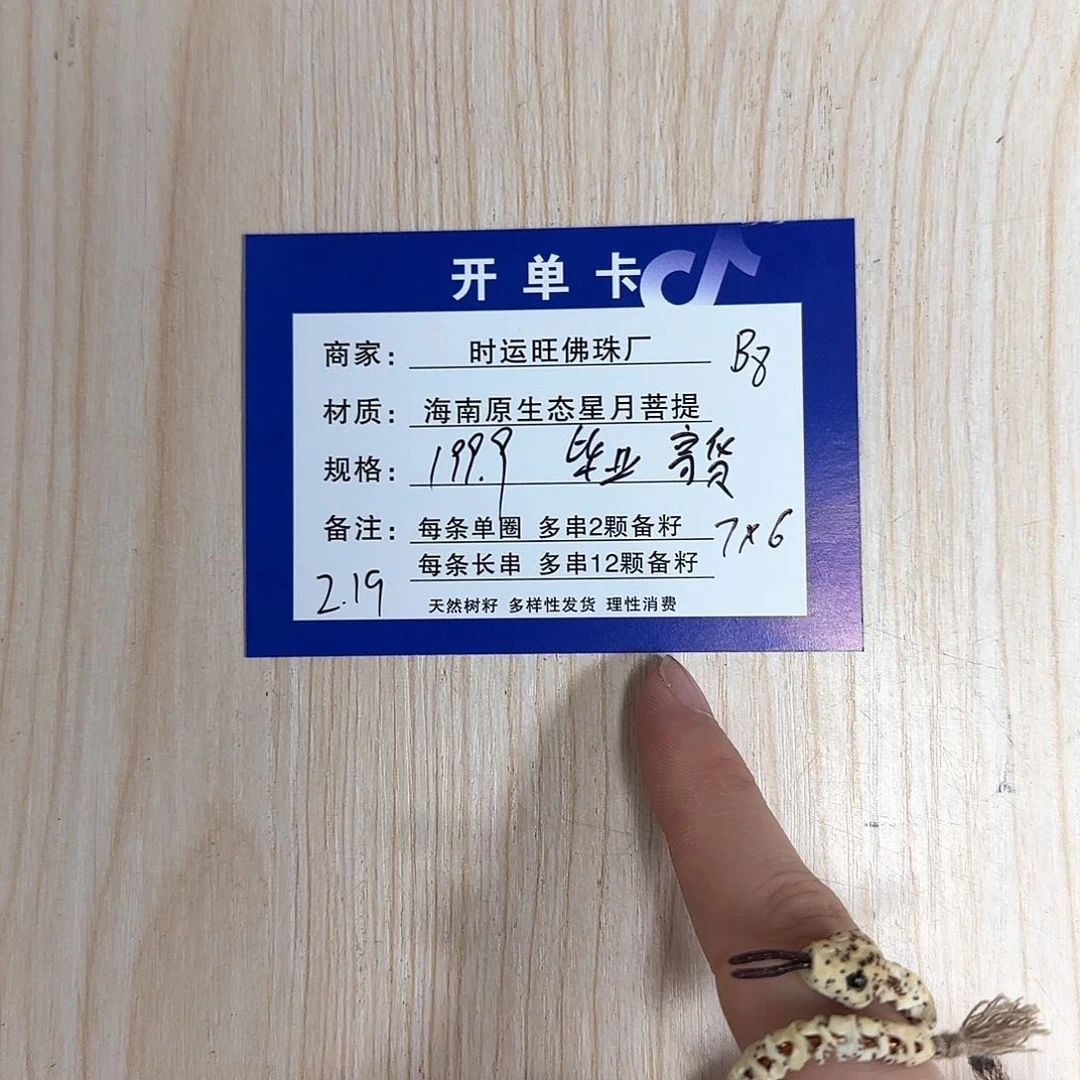 开单卡
商家: 时运旺佛珠厂 B8
材质: 海南原生态星月菩提
规格: 199.9 毕业 高货
备注: 每条单圈 多串2颗备籽 7x6
每条长串 多串12颗备籽
2.19 天然树籽 多样性发货 理性消费